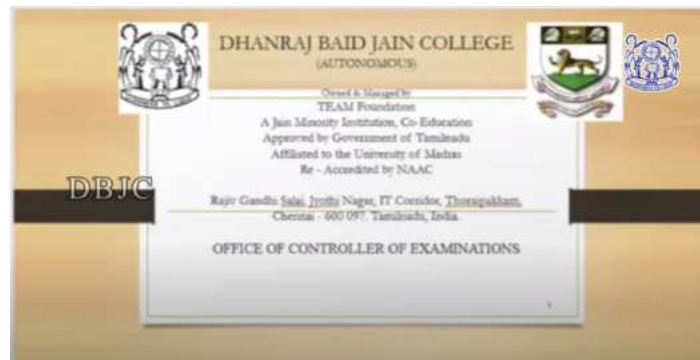 DHANRAJ BAID JAIN COLLEGE
(AUTONOMOUS)
Owned & Managed by
TEAM Foundation
A Jain Minority Institution, Co-Education
Approved by Government of Tamilnadu
Affiliated to the University of Madras
Re - Accredited by NAAC
DBJC
Rajiv Gandhi Salai, Jyothi Nagar, IT Corridor, Thoraipakkam,
Chennai - 600 097. Tamilnadu, India.
OFFICE OF CONTROLLER OF EXAMINATIONS